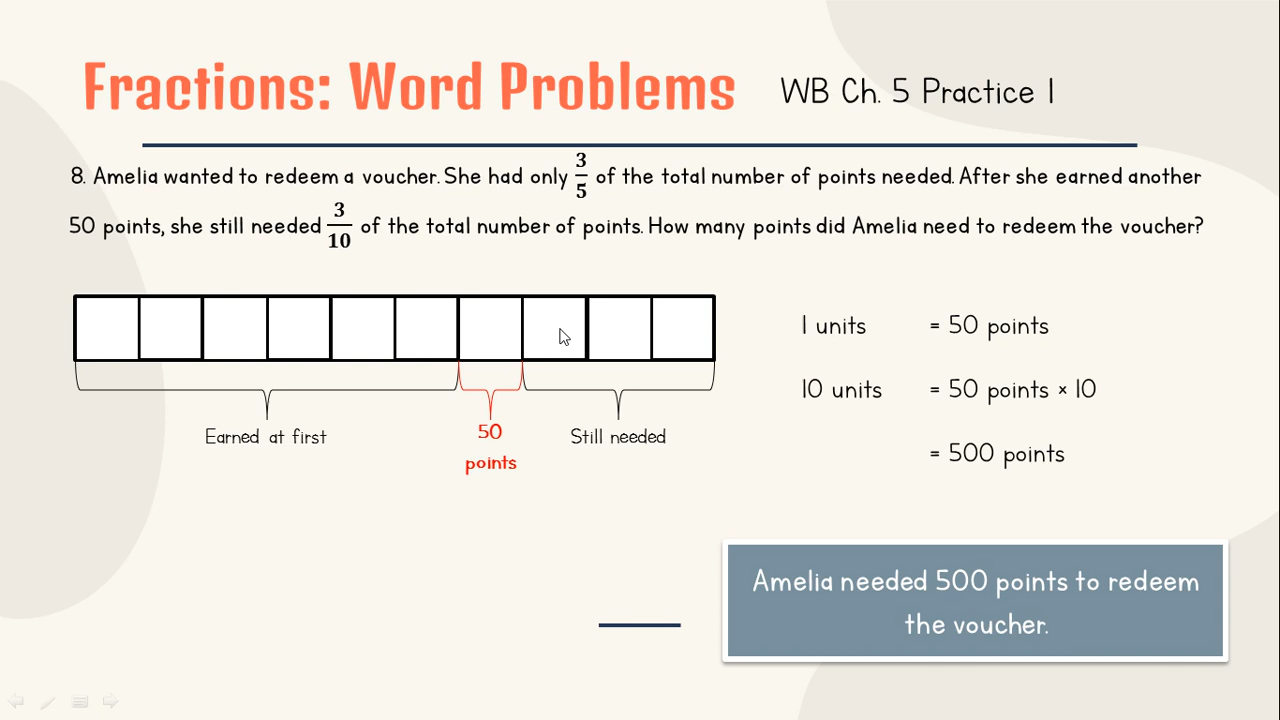 Fractions: Word Problems
WB Ch. 5 Practice 1
8. Amelia wanted to redeem a voucher. She had only 3/5 of the total number of points needed. After she earned another
50 points, she still needed 3/10 of the total number of points. How many points did Amelia need to redeem the voucher?
Earned at first
50
points
Still needed
1 units = 50 points
10 units = 50 points × 10
= 500 points
Amelia needed 500 points to redeem
the voucher.